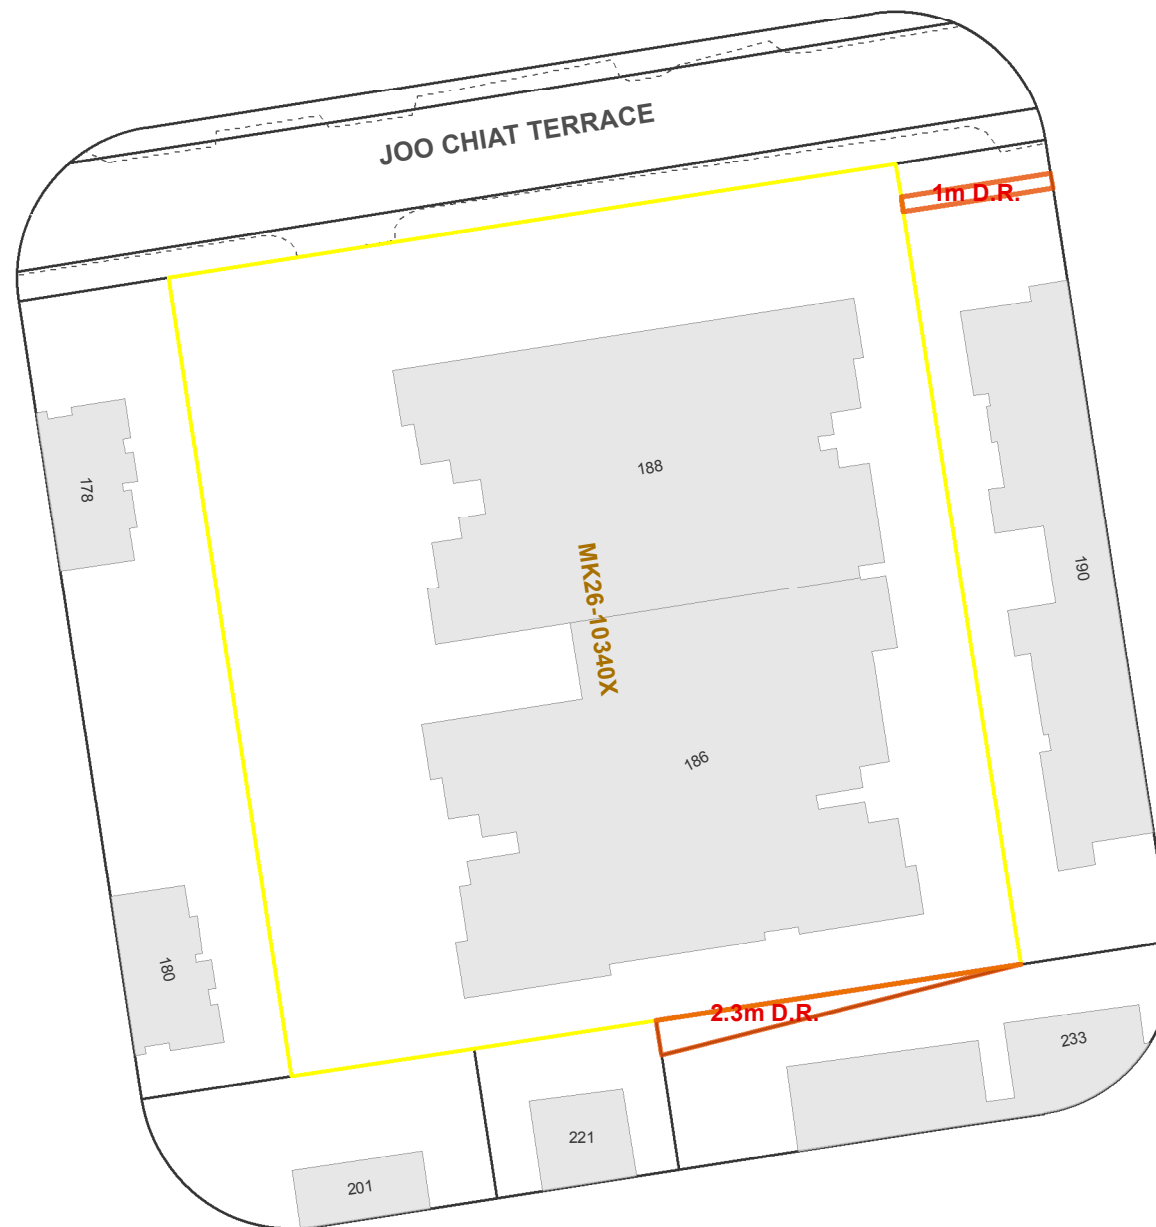 JOO CHIAT TERRACE
1m D.R.
188
178
MK26-10340X
190
186
180
2.3m D.R.
233
221
201